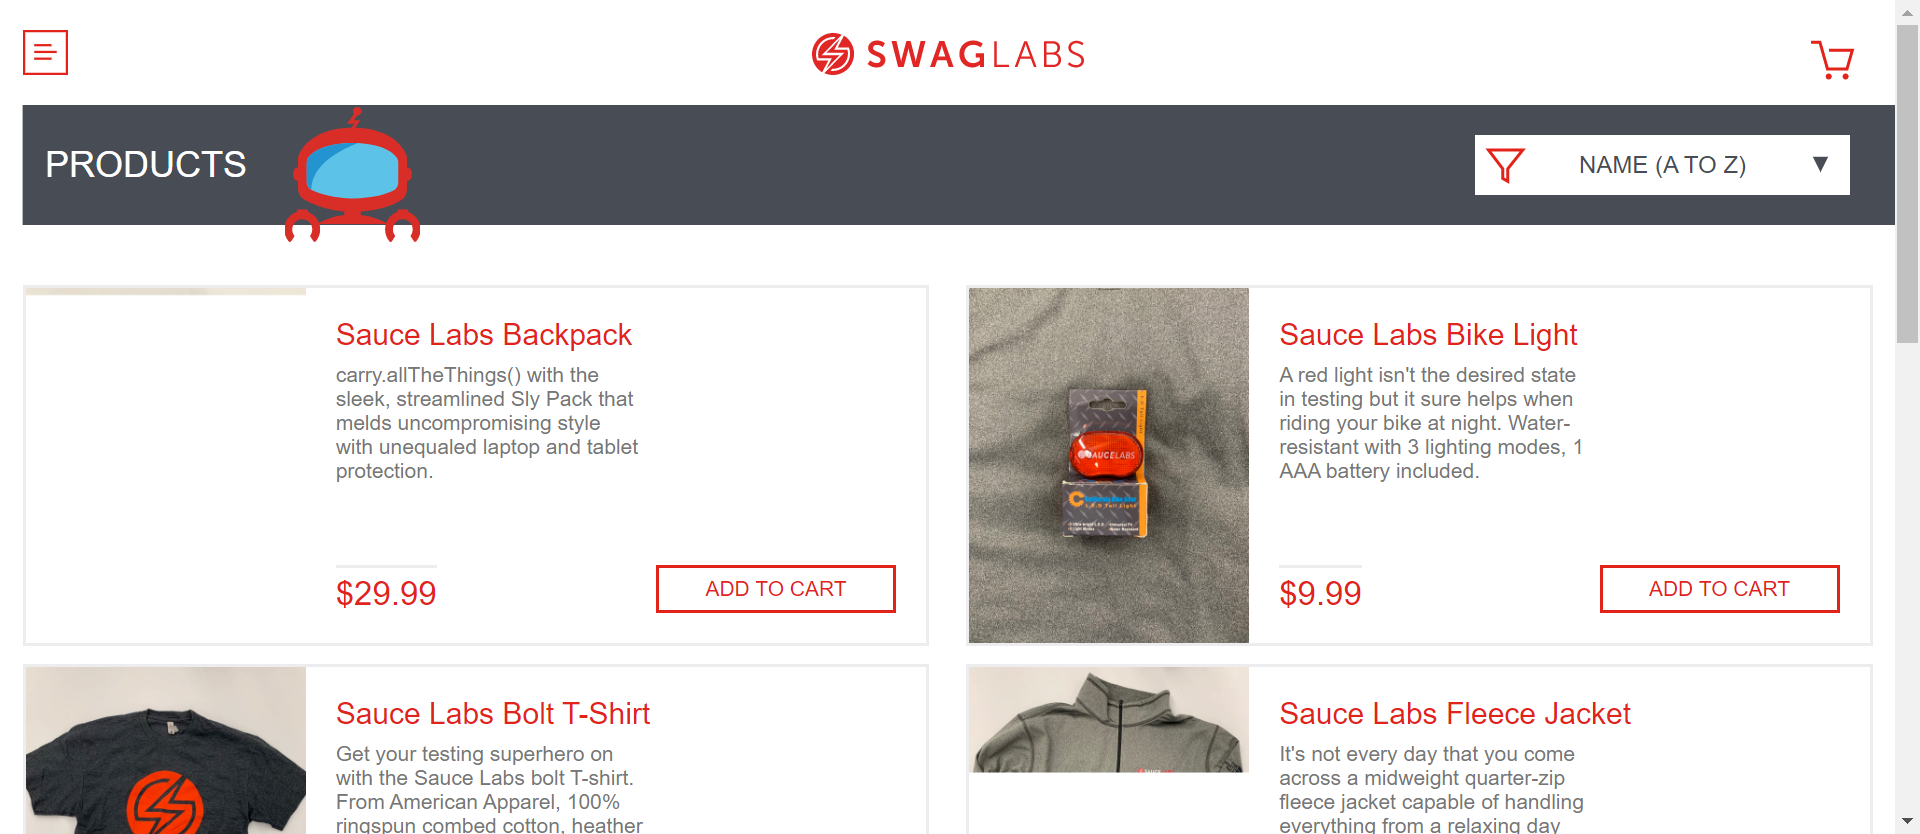 SWAGLABS
PRODUCTS
NAME (A TO Z)
Sauce Labs Backpack
carry.allTheThings() with the
sleek, streamlined Sly Pack that
melds uncompromising style
with unequaled laptop and tablet
protection.
$29.99
ADD TO CART
Sauce Labs Bike Light
A red light isn't the desired state
in testing but it sure helps when
riding your bike at night. Water-
resistant with 3 lighting modes, 1
AAA battery included.
$9.99
ADD TO CART
SAUCELABS
Sauce Labs Bolt T-Shirt
Get your testing superhero on
with the Sauce Labs bolt T-shirt.
From American Apparel, 100%
ringspun combed cotton, heather
Sauce Labs Fleece Jacket
It's not every day that you come
across a midweight quarter-zip
fleece jacket capable of handling
everything from a relaxing day